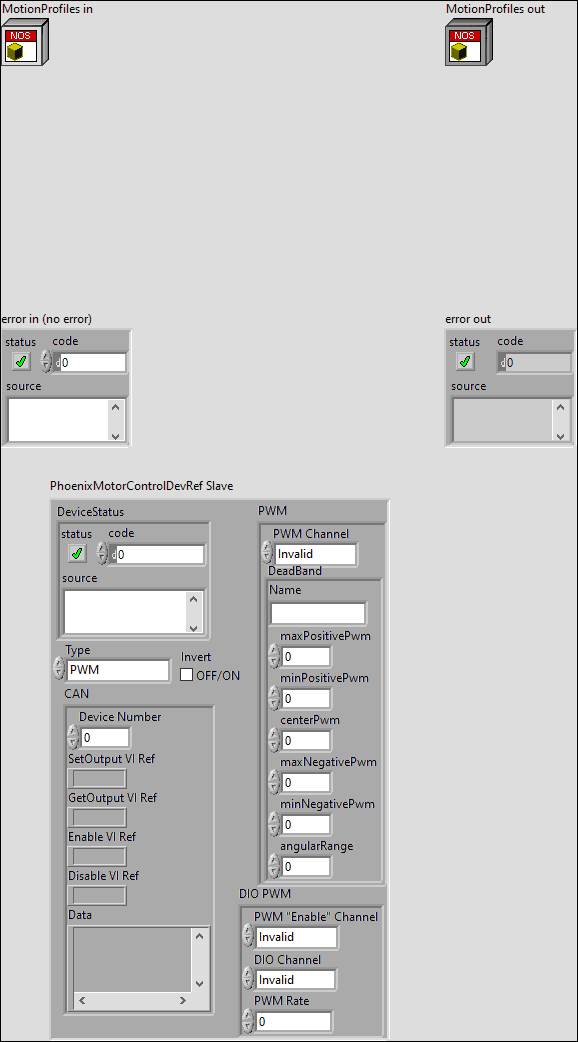 MotionProfiles in
MotionProfiles out
NOS
NOS
error in (no error)
error out
status code
d 0
source
status code
d 0
source
PhoenixMotorControlDevRef Slave
DeviceStatus
status code
d 0
source
Type
PWM
Invert
OFF/ON
CAN
Device Number
0
SetOutput VI Ref
GetOutput VI Ref
Enable VI Ref
Disable VI Ref
Data
PWM
PWM Channel
Invalid
DeadBand
Name
maxPositivePwm
0
minPositivePwm
0
centerPwm
0
maxNegativePwm
0
minNegativePwm
0
angularRange
0
DIO PWM
PWM "Enable" Channel
Invalid
DIO Channel
Invalid
PWM Rate
0